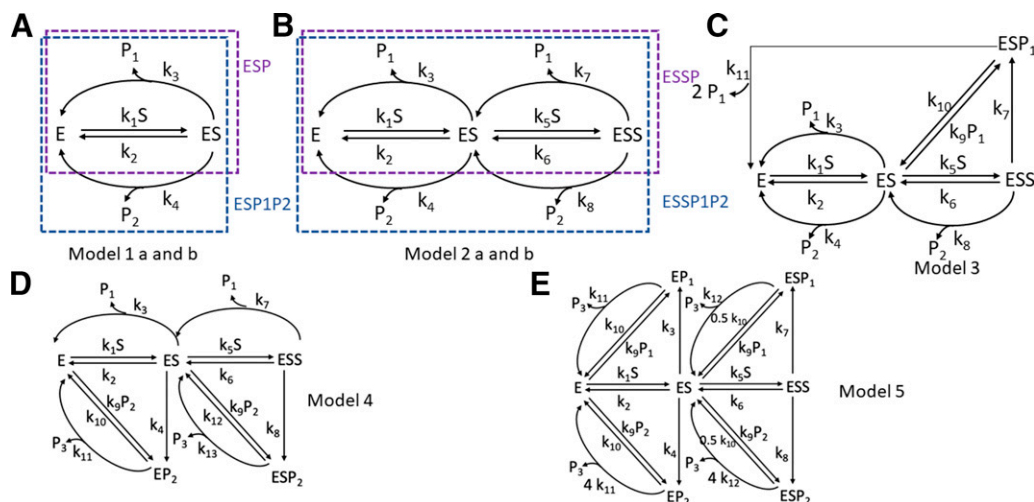 A
P₁
ESP
k₃
k₁S
E
ES
k₂
k₄
P₂
ESP1P2
Model 1 a and b
B
P₁
P₁
k₃
k₇
ESSP
k₁S
k₅S
E
ES
ESS
k₂
k₆
k₄
k₈
P₂
P₂
ESSP1P2
Model 2 a and b
C
ESP₁
k₁₁
2 P₁
k₁₀
k₇
P₁
k₃
k₉P₁
k₁S
k₅S
E
ES
ESS
k₂
k₆
P₂
k₄
P₂
k₈
Model 3
D
P₁
P₁
k₃
k₇
k₁S
k₅S
E
ES
ESS
k₂
k₆
k₉P₂
k₄
k₉P₂
k₈
k₁₀
k₁₂
P₃
k₁₁
P₃
k₁₃
EP₂
ESP₂
Model 4
E
EP₁
ESP₁
P₃
k₁₁
P₃
k₁₂
k₁₀
k₃
0.5 k₁₀
k₇
k₉P₁
k₉P₁
k₁S
k₅S
E
ES
ESS
k₂
k₆
k₉P₂
k₉P₂
k₁₀
k₄
0.5 k₁₀
k₈
P₃
P₃
4 k₁₁
4 k₁₂
EP₂
ESP₂
Model 5